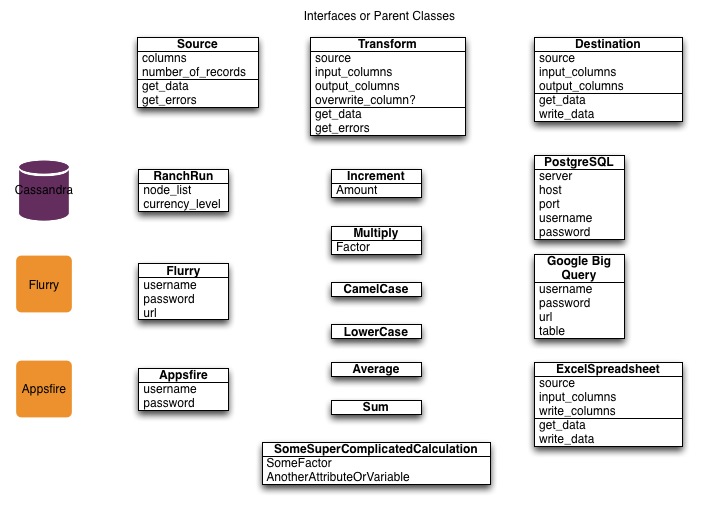 Interfaces or Parent Classes
Source
columns
number_of_records
get_data
get_errors
Transform
source
input_columns
output_columns
overwrite_column?
get_data
get_errors
Destination
source
input_columns
output_columns
get_data
write_data
Cassandra
RanchRun
node_list
currency_level
Increment
Amount
PostgreSQL
server
host
port
username
password
Multiply
Factor
Flurry
Flurry
username
password
url
CamelCase
Google Big
Query
username
password
url
table
LowerCase
Appsfire
Appsfire
username
password
Average
Sum
ExcelSpreadsheet
source
input_columns
write_columns
get_data
write_data
SomeSuperComplicatedCalculation
SomeFactor
AnotherAttributeOrVariable